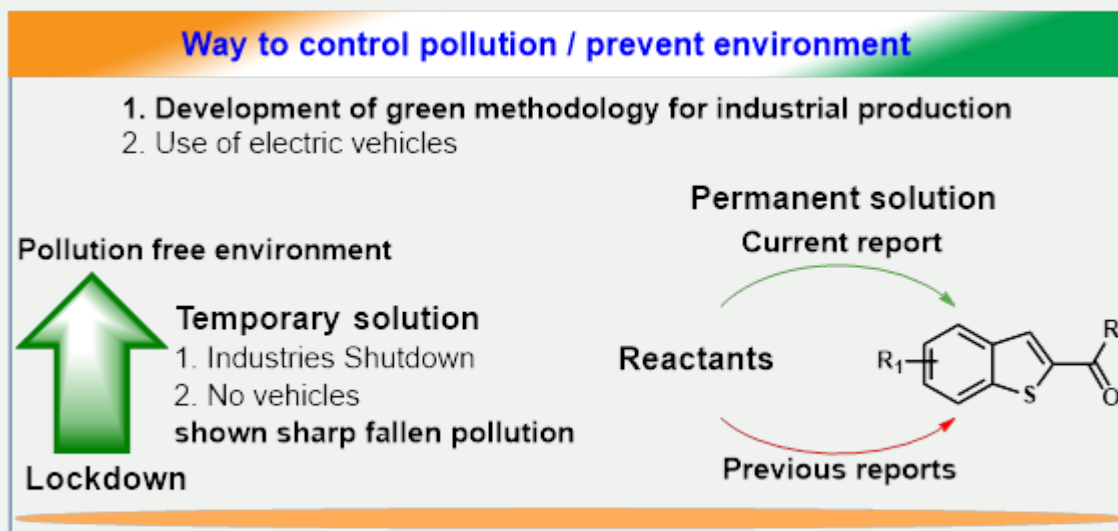 Way to control pollution / prevent environment
1. Development of green methodology for industrial production
2. Use of electric vehicles
Permanent solution
Current report
Pollution free environment
Temporary solution
1. Industries Shutdown
2. No vehicles
shown sharp fallen pollution
Lockdown
Reactants
R1
S
R
O
Previous reports